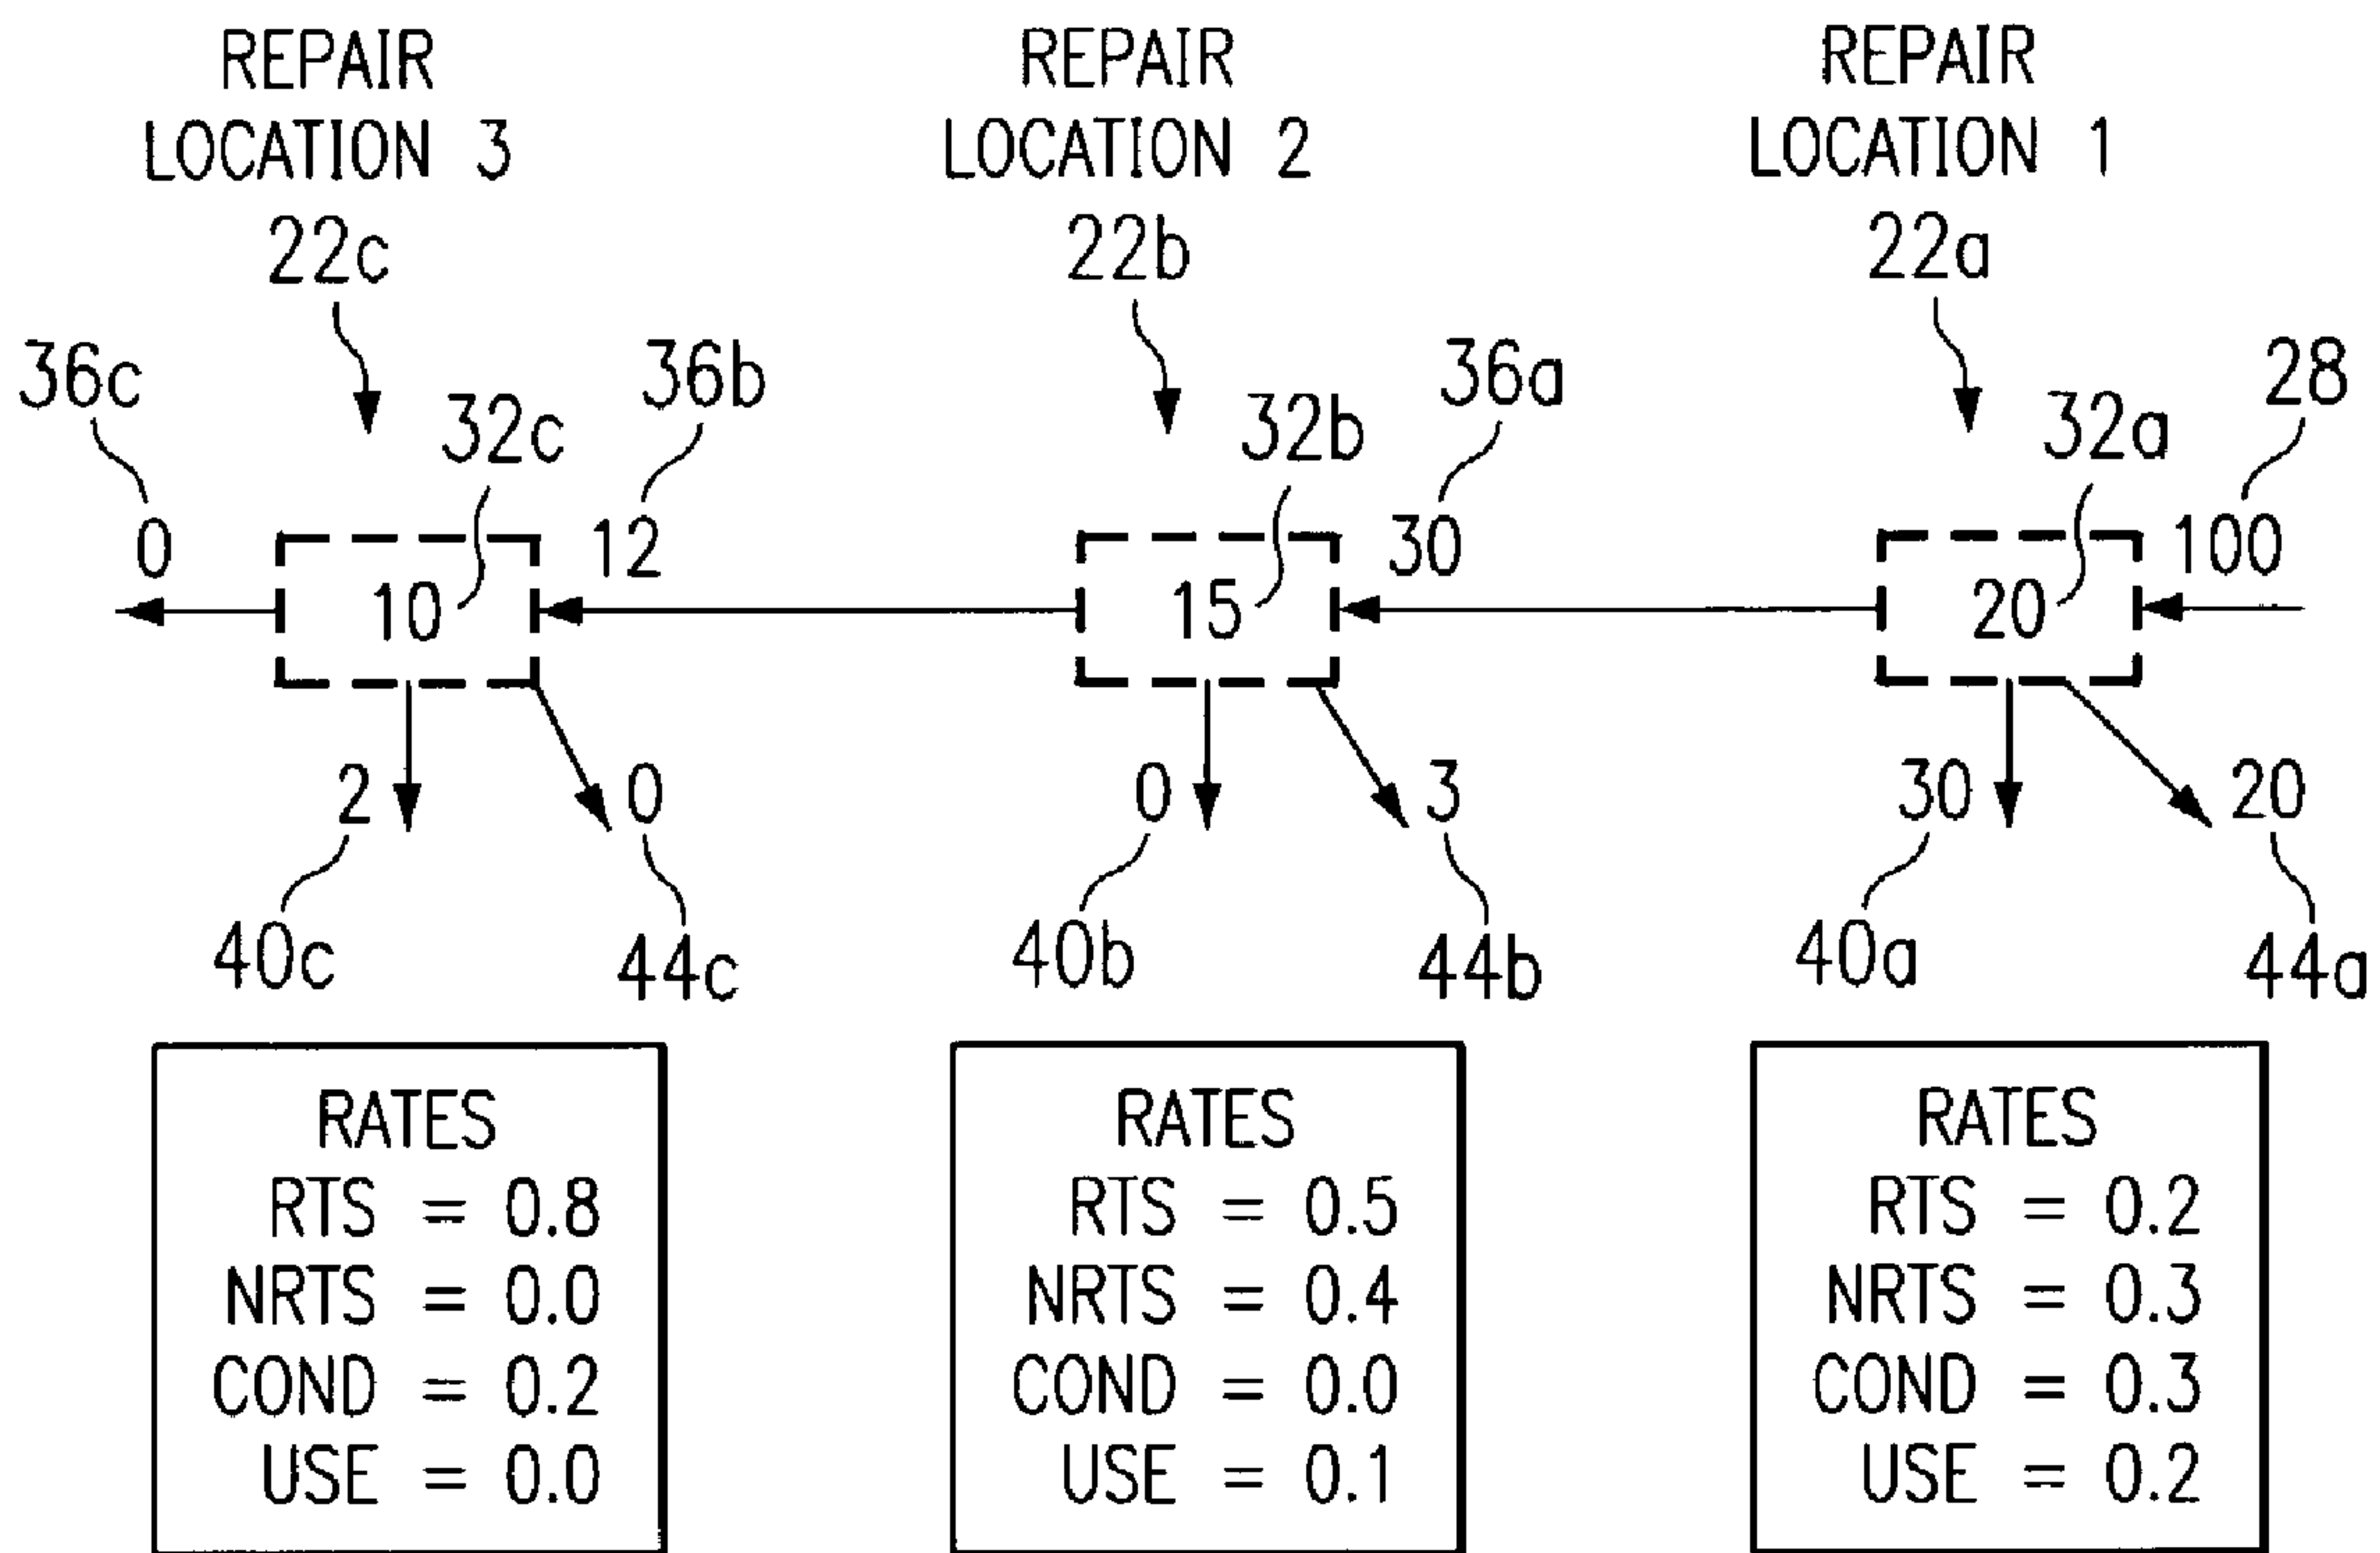 REPAIR
LOCATION 3
22c
REPAIR
LOCATION 2
22b
REPAIR
LOCATION 1
22a
36c
32c
36b
32b
36a
32a
28
0
10
12
15
30
20
100
2
0
0
3
30
20
40c
44c
40b
44b
40a
44a
RATES
RTS = 0.8
NRTS = 0.0
COND = 0.2
USE = 0.0
RATES
RTS = 0.5
NRTS = 0.4
COND = 0.0
USE = 0.1
RATES
RTS = 0.2
NRTS = 0.3
COND = 0.3
USE = 0.2